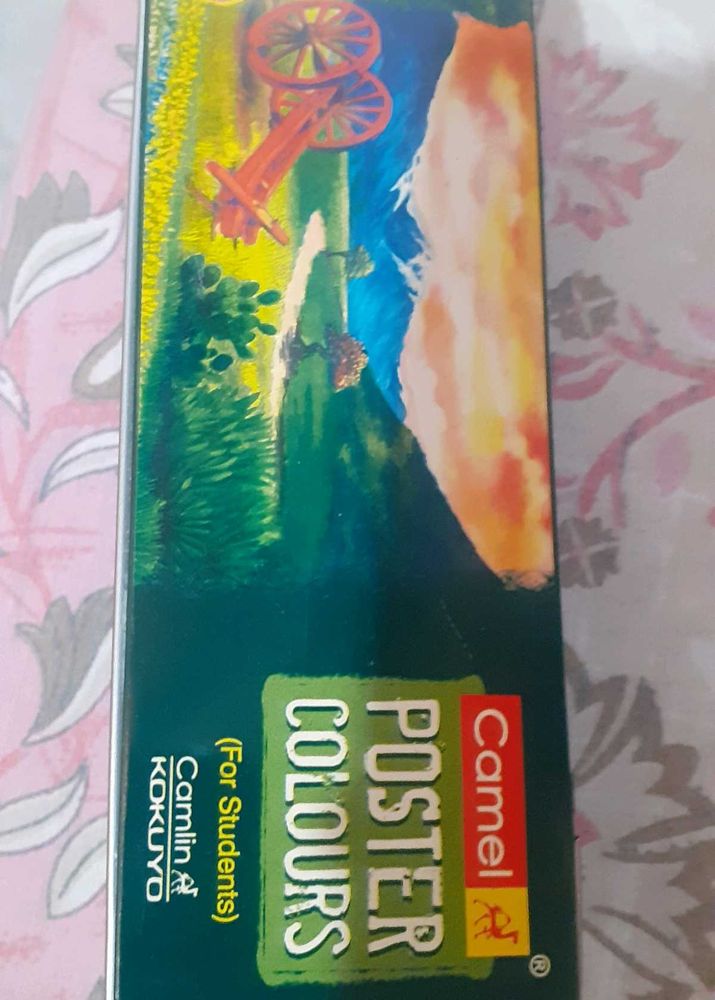 Camel
®
POSTER
COLOURS
(For Students)
Camlin
KOKUYO